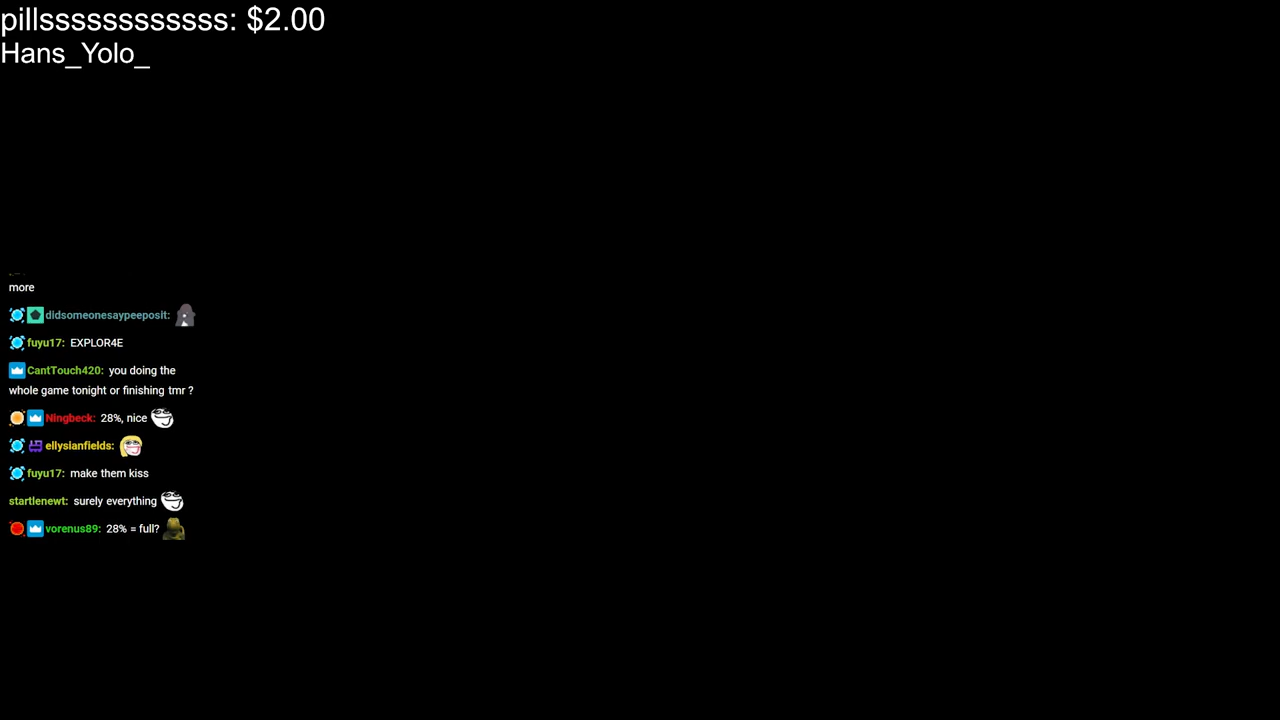 pillssssssssssss: $2.00
Hans_Yolo_
more
didsomeonesaypeeposit:
fuyu17: EXPLOR4E
CantTouch420: you doing the
whole game tonight or finishing tmr ?
Ningbeck: 28%, nice
ellysianfields:
fuyu17: make them kiss
startlenewt: surely everything
vorenus89: 28% = full?